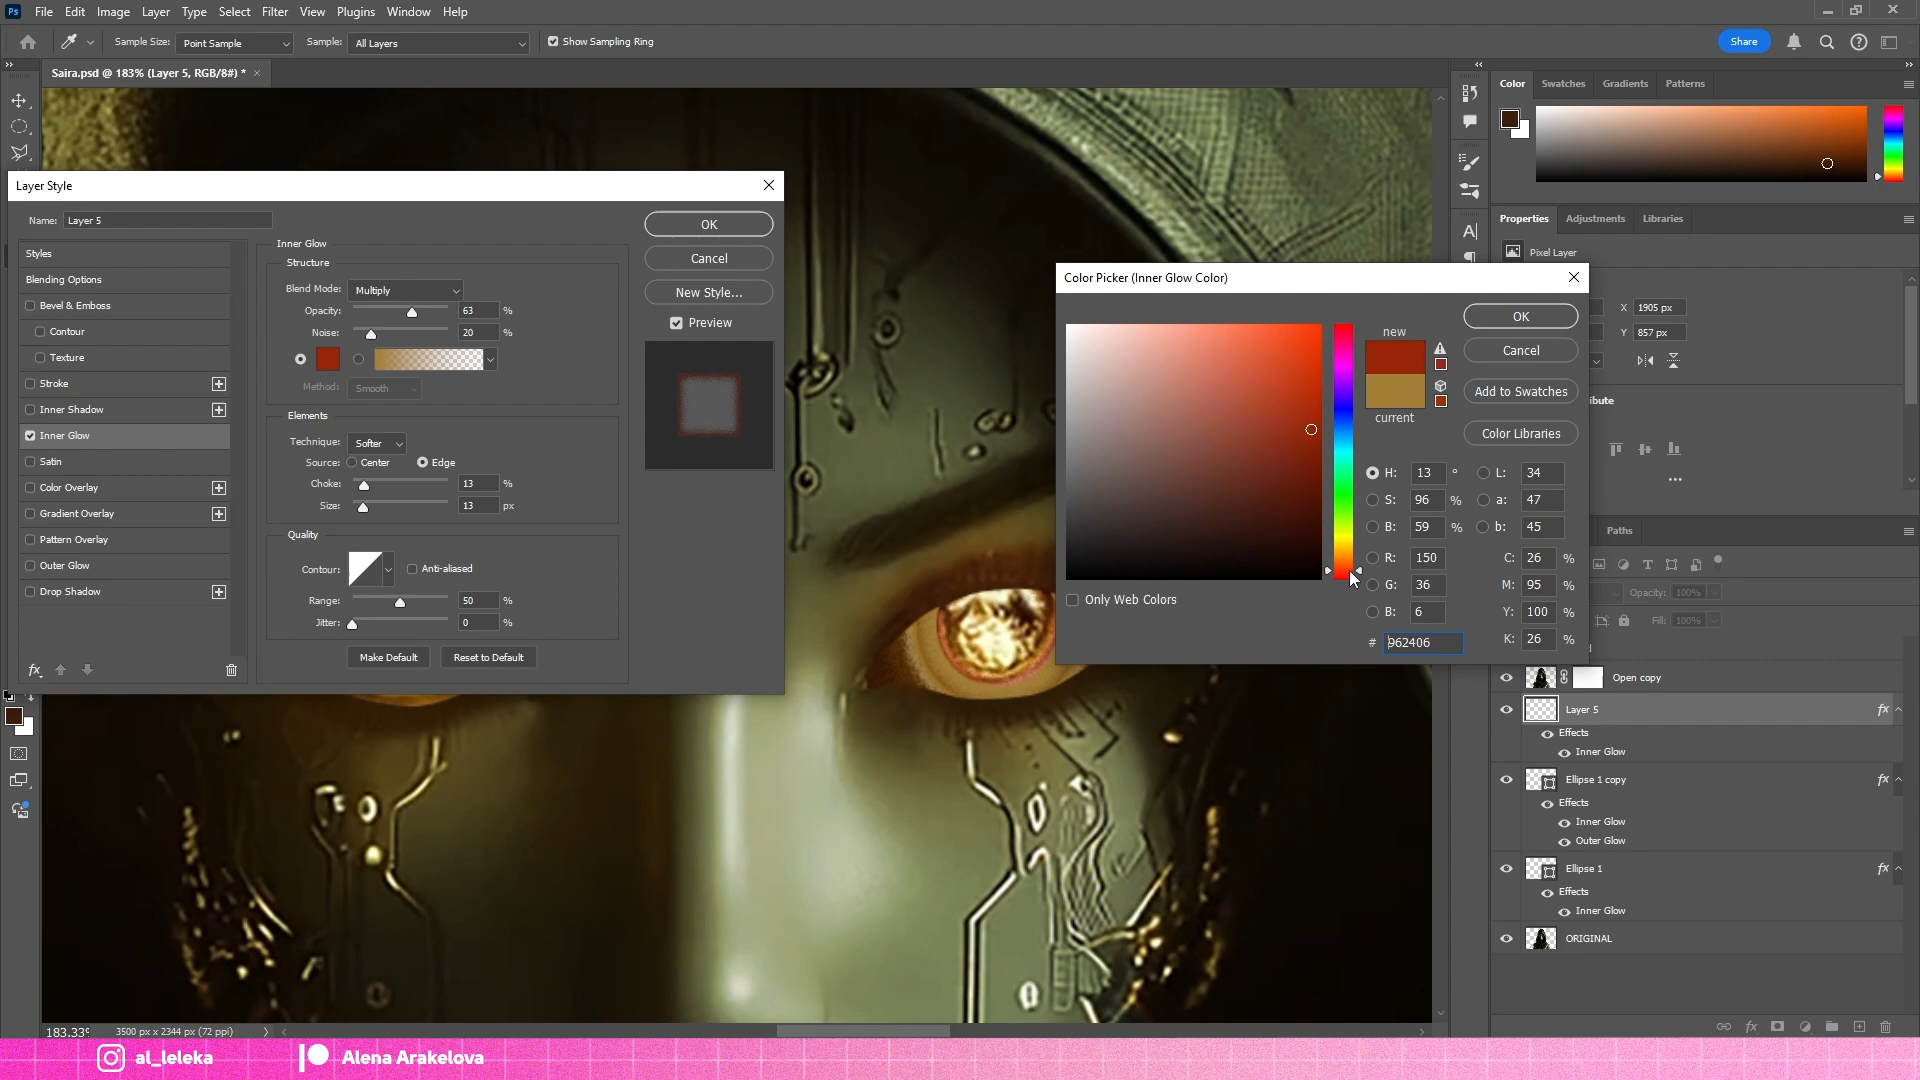 Ps File Edit Image Layer Type Select Filter View Plugins Window Help
Sample Size: Point Sample Sample: All Layers Show Sampling Ring Share
Saira.psd @ 183% (Layer 5, RGB/8#) *
Color Swatches Gradients Patterns
Layer Style
Name: Layer 5
Styles
Blending Options
Bevel & Emboss
Contour
Texture
Stroke
Inner Shadow
Inner Glow
Satin
Color Overlay
Gradient Overlay
Pattern Overlay
Outer Glow
Drop Shadow
fx
Inner Glow
Structure
Blend Mode: Multiply
Opacity: 63 %
Noise: 20 %
Method: Smooth
Elements
Technique: Softer
Source: Center Edge
Choke: 13 %
Size: 13 px
Quality
Contour: Anti-aliased
Range: 50 %
Jitter: 0 %
Make Default Reset to Default
OK
Cancel
New Style...
Preview
Color Picker (Inner Glow Color)
new
current
OK
Cancel
Add to Swatches
Color Libraries
H: 13 ° L: 34
S: 96 % a: 47
B: 59 % b: 45
R: 150 C: 26 %
G: 36 M: 95 %
B: 6 Y: 100 %
# 962406 K: 26 %
Only Web Colors
Properties Adjustments Libraries
Pixel Layer
X 1905 px
Y 857 px
ibute
Paths
Opacity: 100%
Fill: 100%
Open copy
Layer 5 fx
Effects
Inner Glow
Ellipse 1 copy fx
Effects
Inner Glow
Outer Glow
Ellipse 1 fx
Effects
Inner Glow
ORIGINAL
fx
183.33% 3500 px x 2344 px (72 ppi)
al_leleka Alena Arakelova